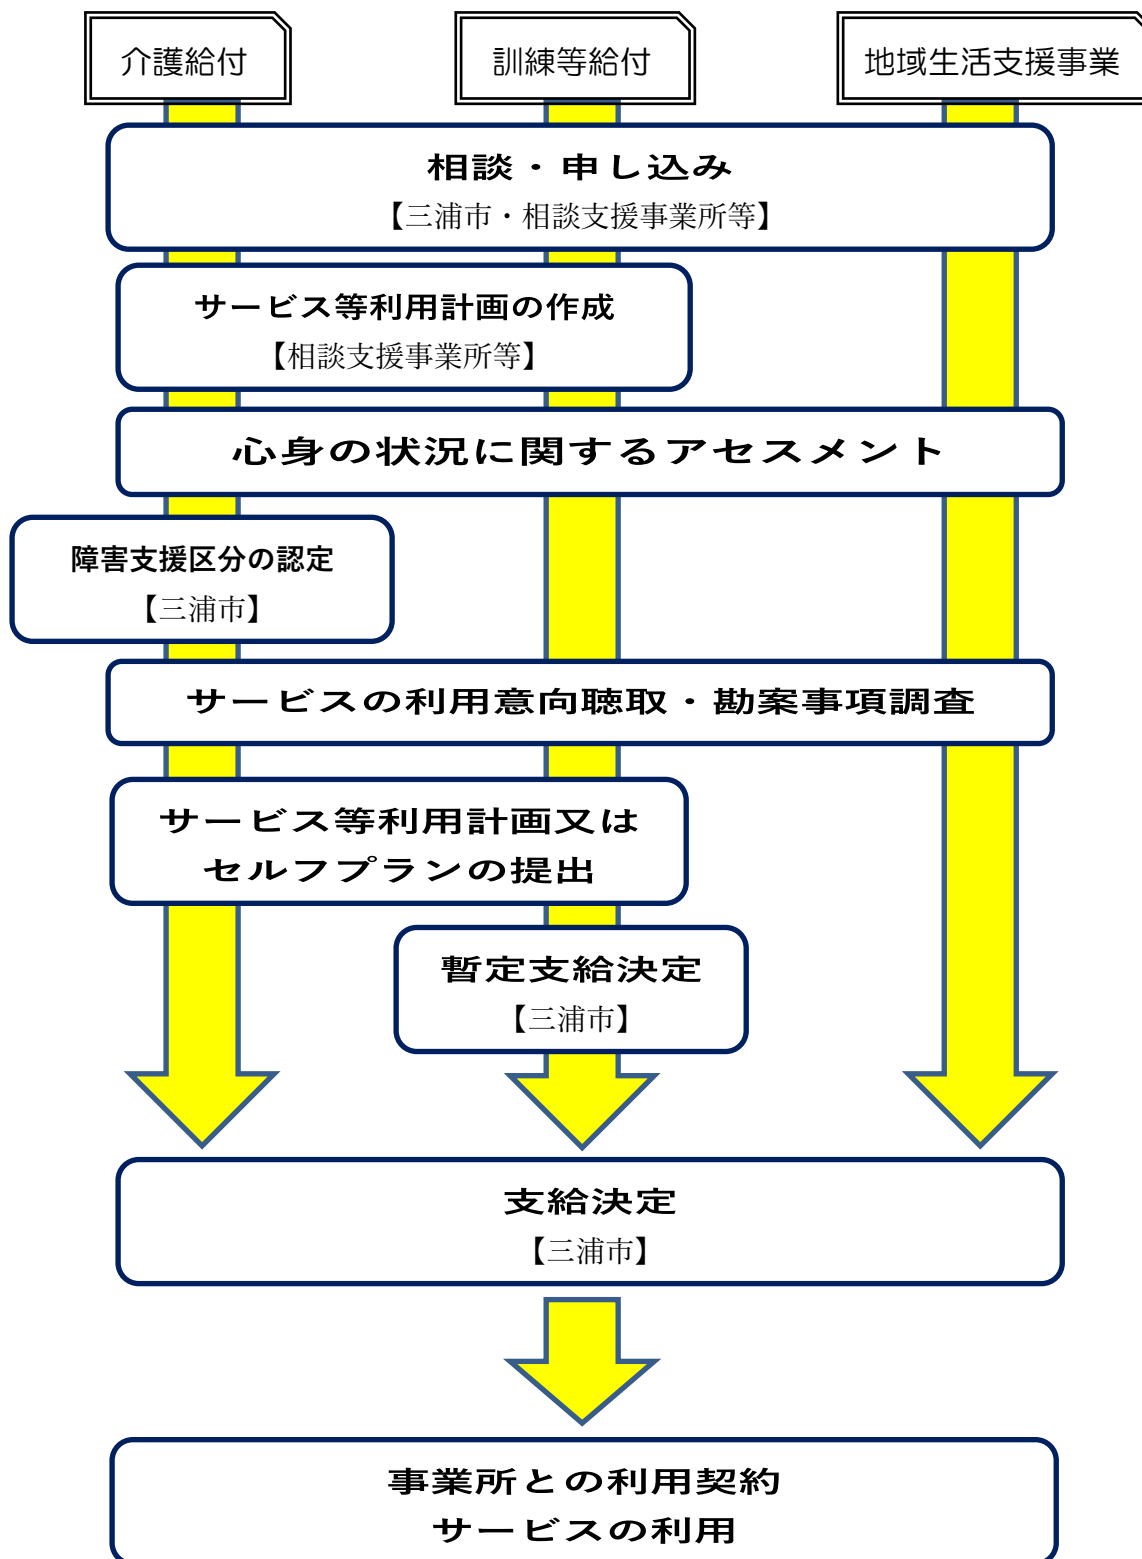 介護給付
訓練等給付
地域生活支援事業
相談・申し込み
【三浦市・相談支援事業所等】
サービス等利用計画の作成
【相談支援事業所等】
心身の状況に関するアセスメント
障害支援区分の認定
【三浦市】
サービスの利用意向聴取・勘案事項調査
サービス等利用計画又は
セルフプランの提出
暫定支給決定
【三浦市】
支給決定
【三浦市】
事業所との利用契約
サービスの利用